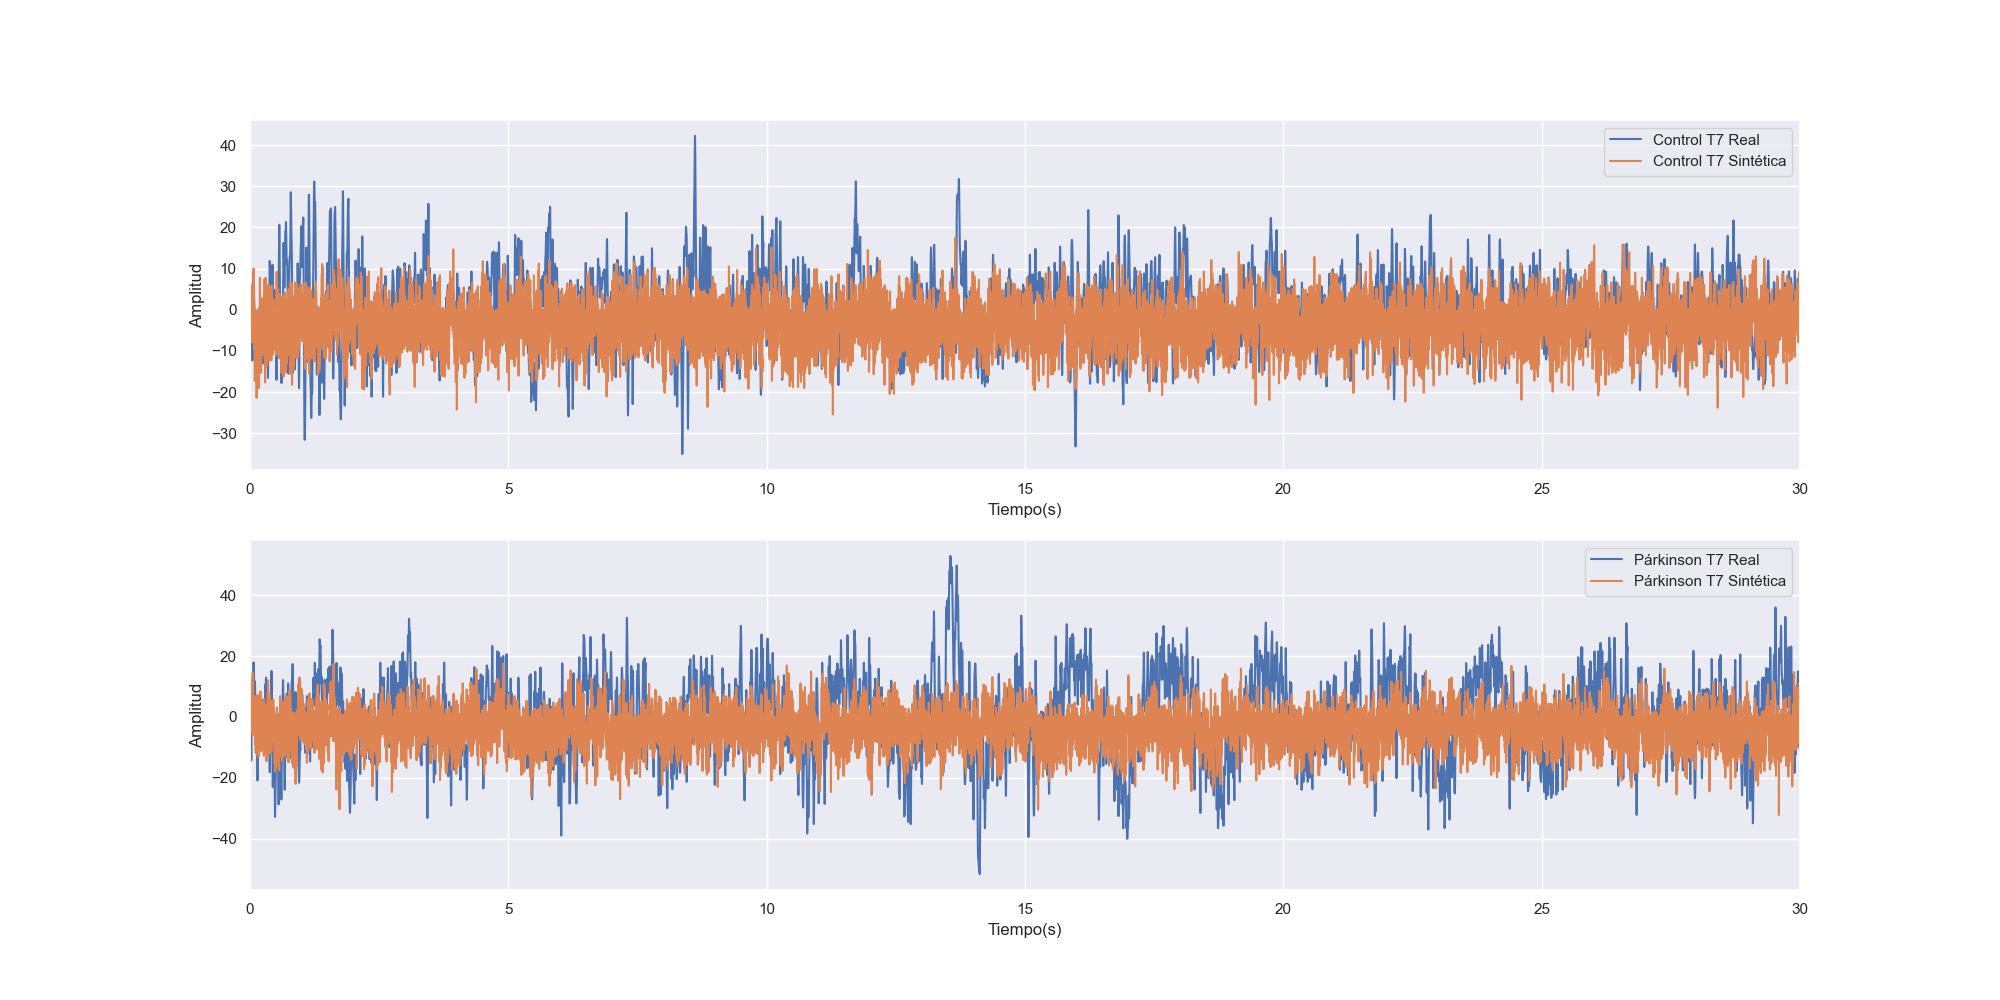 40
30
20
10
0
−10
−20
−30
Amplitud
Control T7 Real
Control T7 Sintética
0 5 10 15 20 25 30
Tiempo(s)
40
20
0
−20
−40
Amplitud
Párkinson T7 Real
Párkinson T7 Sintética
0 5 10 15 20 25 30
Tiempo(s)